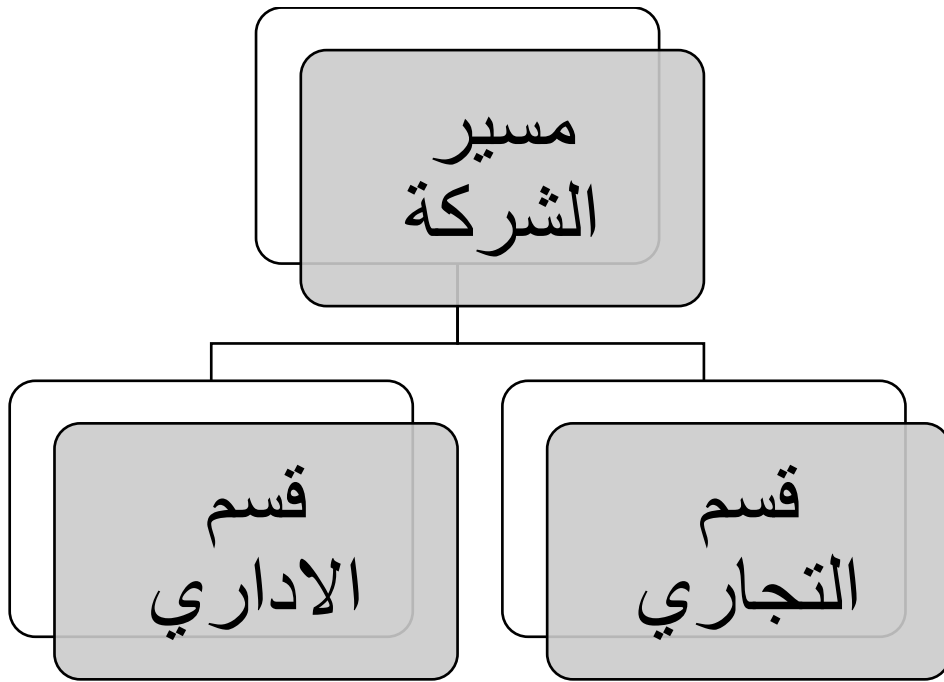 مسير
الشركة
قسم
التجاري
قسم
الاداري